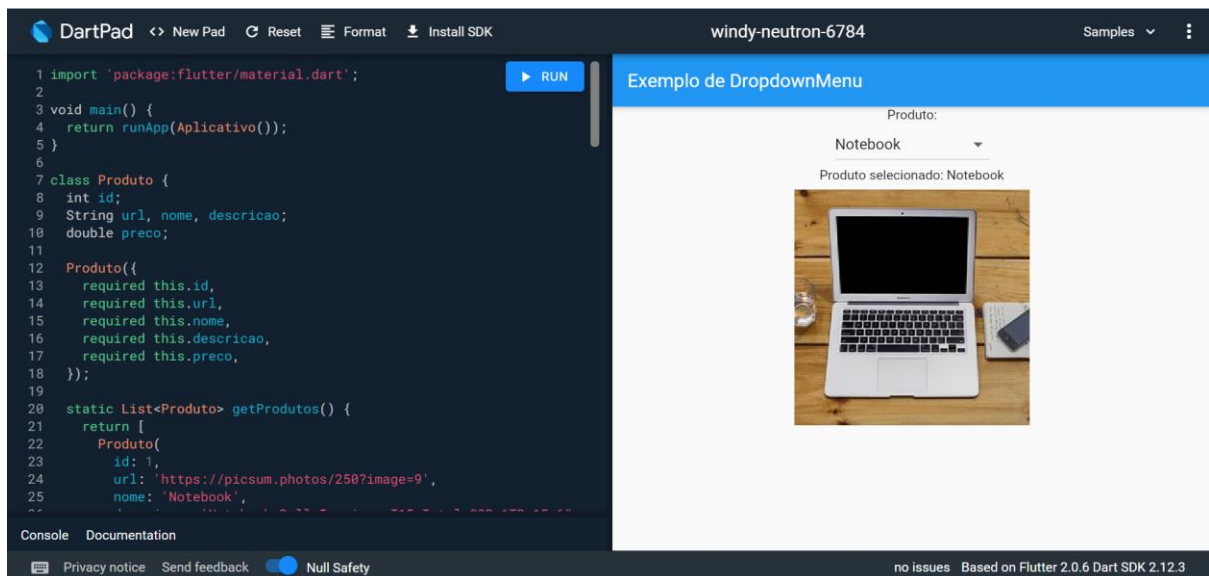 DartPad <> New Pad Reset Format Install SDK windy-neutron-6784 Samples
1 import 'package:flutter/material.dart';
RUN
2
3 void main() {
4 return runApp(Aplicativo());
5 }
6
7 class Produto {
8 int id;
9 String url, nome, descricao;
10 double preco;
11
12 Produto({
13 required this.id,
14 required this.url,
15 required this.nome,
16 required this.descricao,
17 required this.preco,
18 });
19
20 static List<Produto> getProdutos() {
21 return [
22 Produto(
23 id: 1,
24 url: 'https://picsum.photos/250?image=9',
25 nome: 'Notebook',
Exemplo de DropdownMenu
Produto:
Notebook
Produto selecionado: Notebook
Console Documentation
Privacy notice Send feedback Null Safety no issues Based on Flutter 2.0.6 Dart SDK 2.12.3